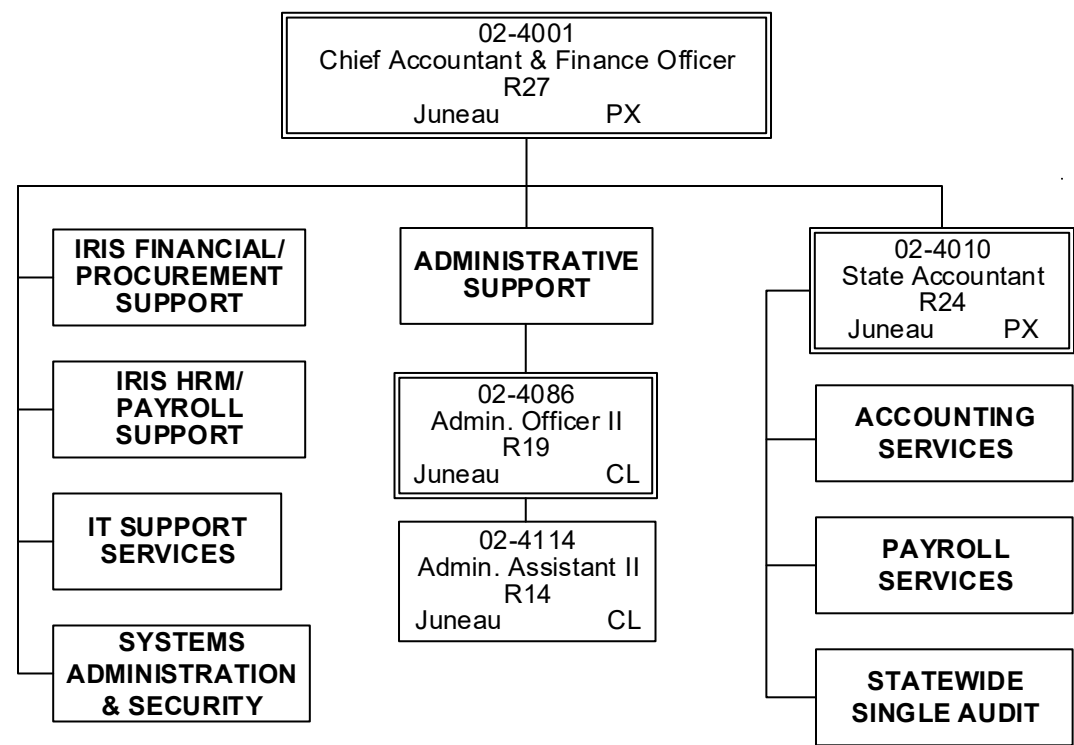 02-4001
Chief Accountant & Finance Officer
R27
Juneau PX
IRIS FINANCIAL/
PROCUREMENT
SUPPORT
IRIS HRM/
PAYROLL
SUPPORT
IT SUPPORT
SERVICES
SYSTEMS
ADMINISTRATION
& SECURITY
ADMINISTRATIVE
SUPPORT
02-4086
Admin. Officer II
R19
Juneau CL
02-4114
Admin. Assistant II
R14
Juneau CL
02-4010
State Accountant
R24
Juneau PX
ACCOUNTING
SERVICES
PAYROLL
SERVICES
STATEWIDE
SINGLE AUDIT